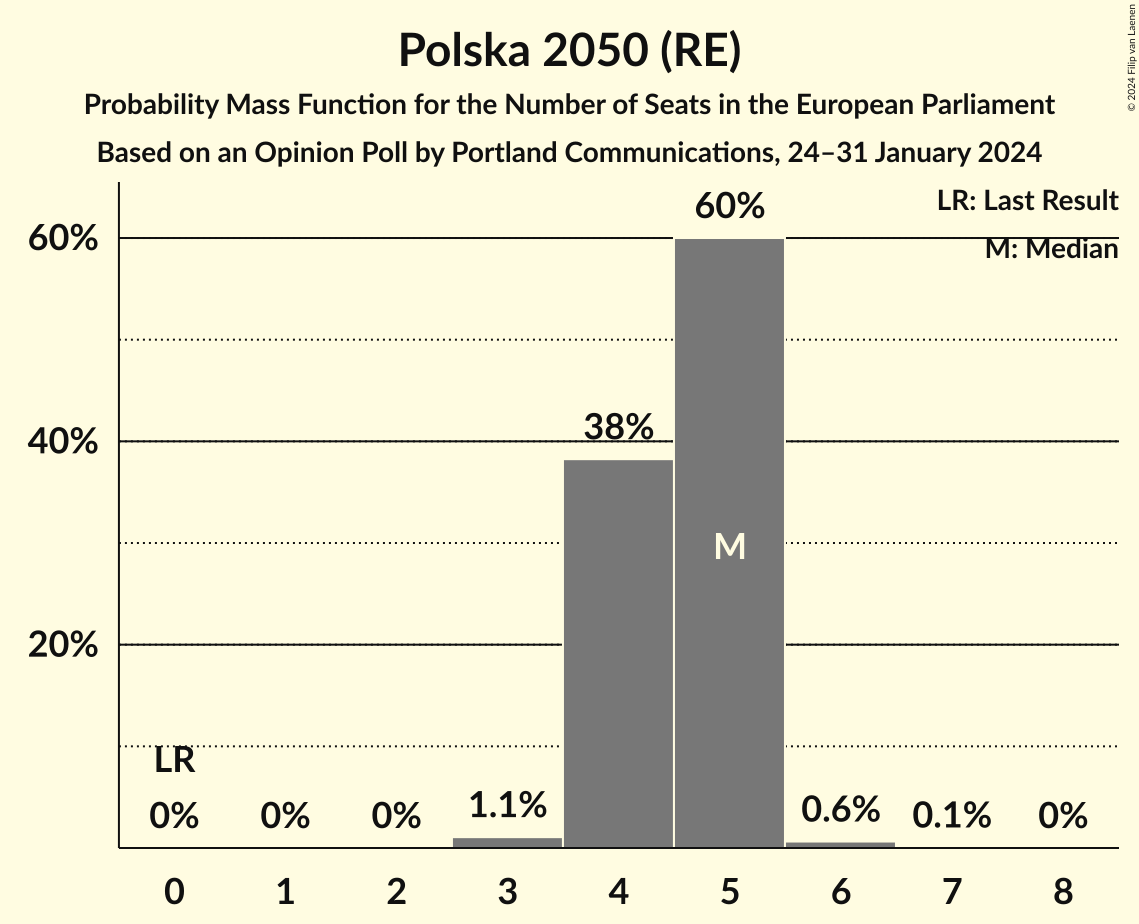 Polska 2050 (RE)
Probability Mass Function for the Number of Seats in the European Parliament
Based on an Opinion Poll by Portland Communications, 24–31 January 2024
© 2024 Filip van Laenen
LR: Last Result
M: Median
60%
40%
20%
60%
38%
M
LR
0%
0%
0%
1.1%
0.6%
0.1%
0%
0 1 2 3 4 5 6 7 8